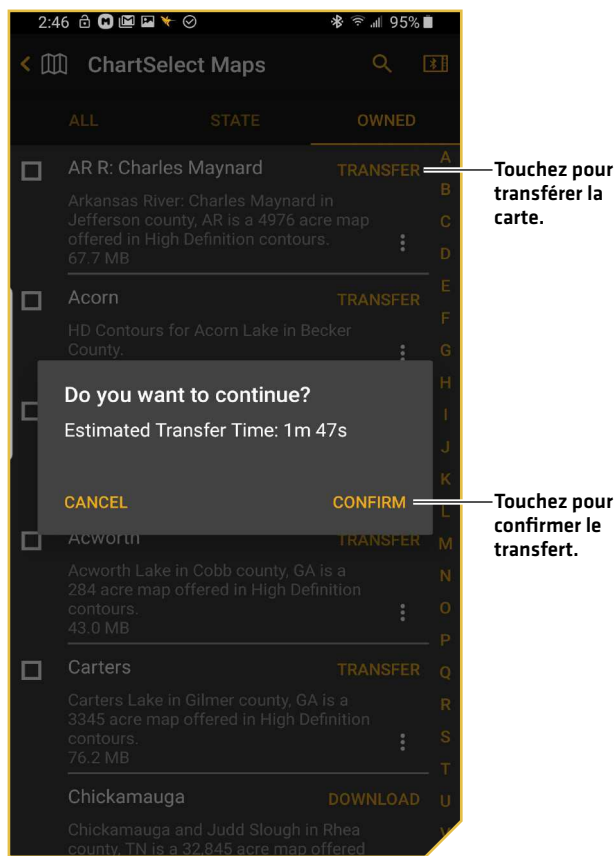 2:46 95%
ChartSelect Maps
ALL STATE OWNED
AR R: Charles Maynard TRANSFER
Arkansas River: Charles Maynard in
Jefferson county, AR is a 4976 acre map
offered in High Definition contours.
67.7 MB
Touchez pour
transférer la
carte.
Acorn TRANSFER
HD Contours for Acorn Lake in Becker
County.
Do you want to continue?
Estimated Transfer Time: 1m 47s
CANCEL CONFIRM
Touchez pour
confirmer le
transfert.
Acworth TRANSFER
Acworth Lake in Cobb county, GA is a
284 acre map offered in High Definition
contours.
43.0 MB
Carters TRANSFER
Carters Lake in Gilmer county, GA is a
3345 acre map offered in High Definition
contours.
76.2 MB
Chickamauga DOWNLOAD
Chickamauga and Judd Slough in Rhea
county, TN is a 32,845 acre map offered
A
B
C
D
E
F
G
H
I
J
K
L
M
N
O
P
Q
R
S
T
U
V